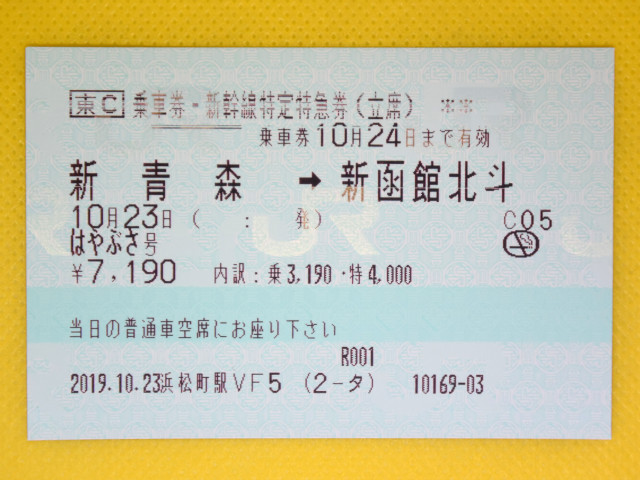 東C 乗車券・新幹線特定特急券(立席) **
乗車券10月24日まで有効
新青森 → 新函館北斗
10月23日( : 発) C05
はやぶさ号
¥7,190 内訳:乗3,190・特4,000
当日の普通車空席にお座り下さい
R001
2019.10.23浜松町駅VF5 (2-タ) 10169-03
JR